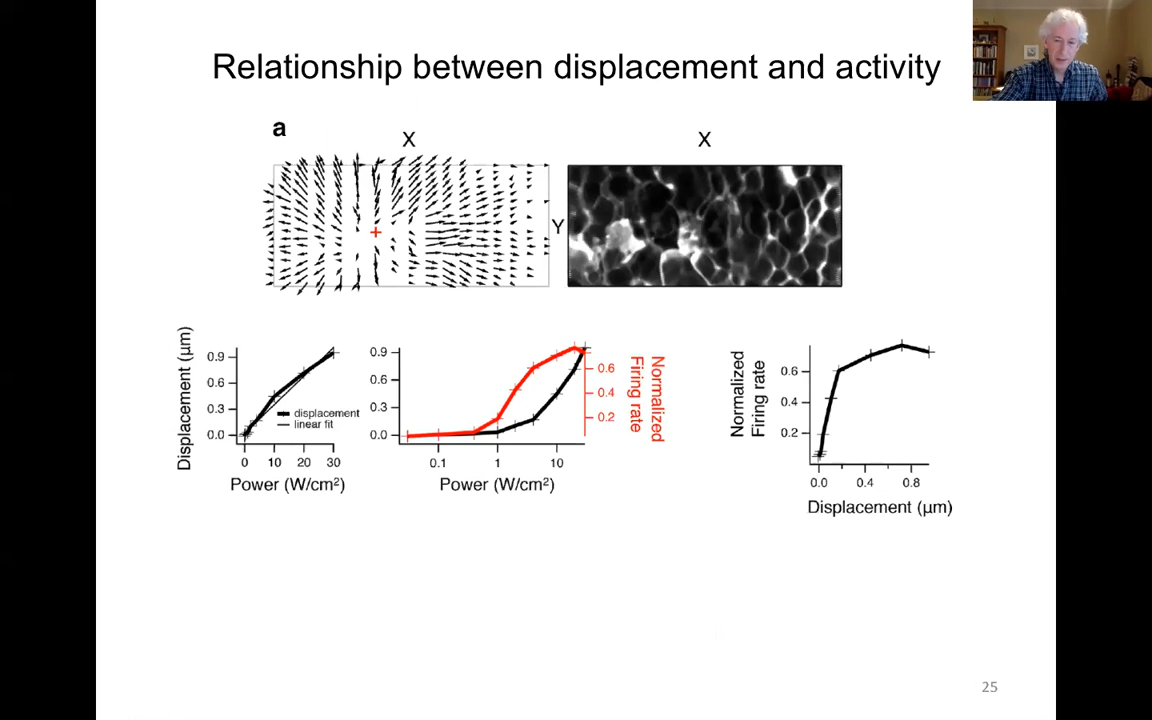 Relationship between displacement and activity
a
X
X
Y
Displacement (µm)
0.9
0.6
0.3
0.0
displacement
linear fit
0
10
20
30
Power (W/cm²)
0.9
0.6
0.3
0.0
0.1
1
10
Power (W/cm²)
0.6
0.4
0.2
Normalized
Firing rate
Normalized
Firing rate
0.6
0.4
0.2
0.0
0.4
0.8
Displacement (µm)
25